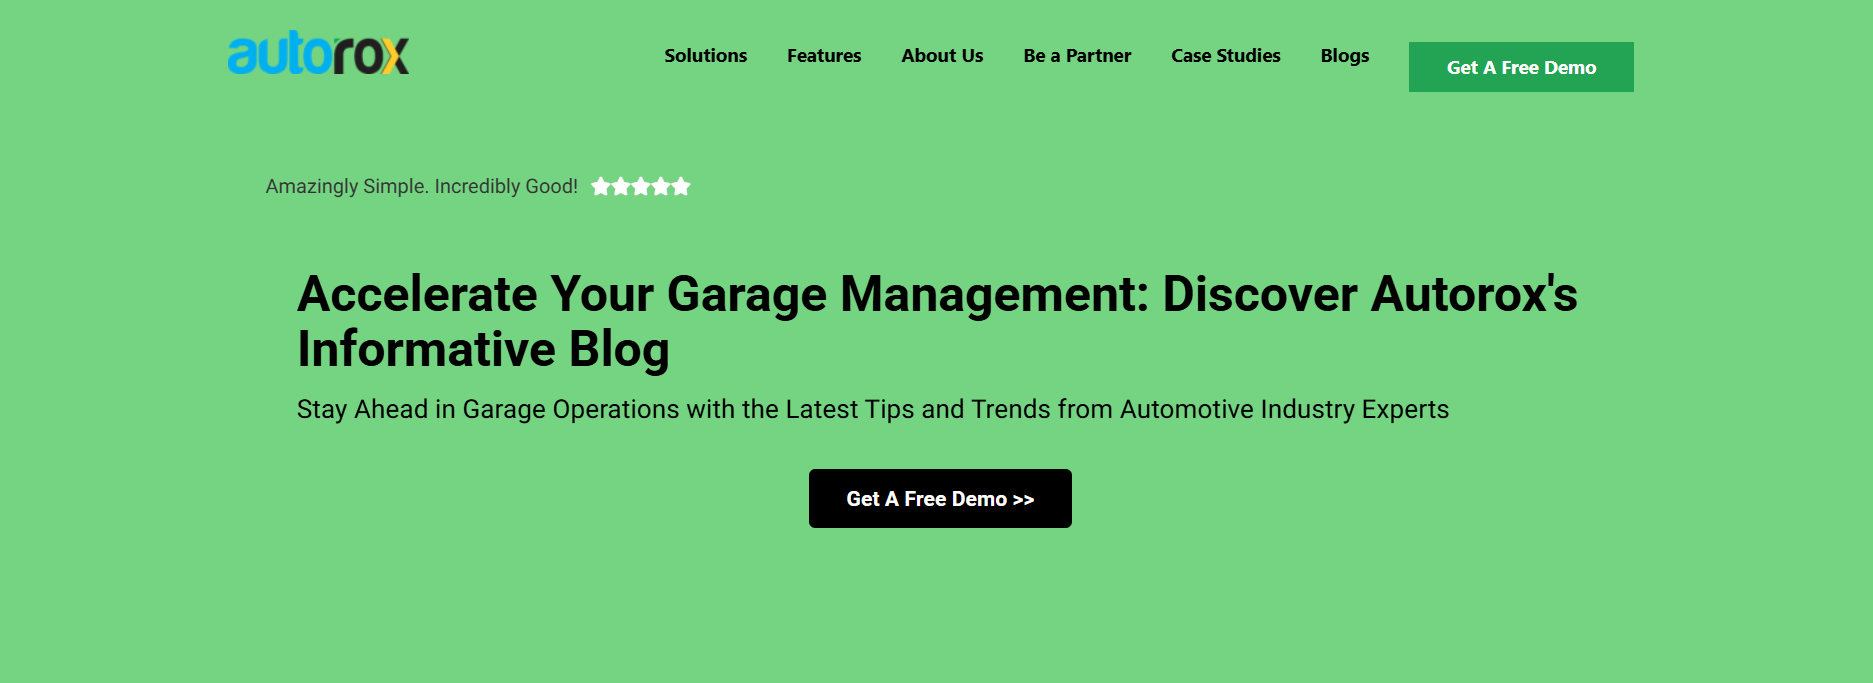 autorox
Solutions Features About Us Be a Partner Case Studies Blogs Get A Free Demo
Amazingly Simple. Incredibly Good!
Accelerate Your Garage Management: Discover Autorox's
Informative Blog
Stay Ahead in Garage Operations with the Latest Tips and Trends from Automotive Industry Experts
Get A Free Demo >>